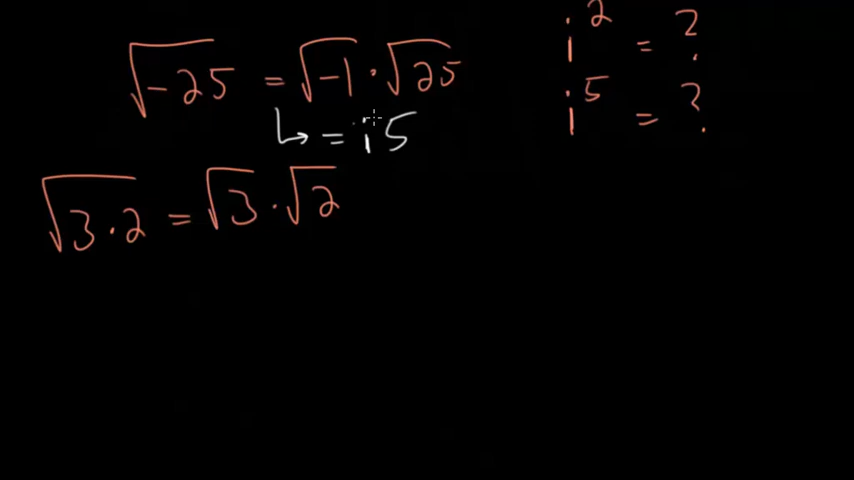 √-25 = √-1 · √25
↳ = i5
√3·2 = √3 · √2
i² = ?
i⁵ = ?